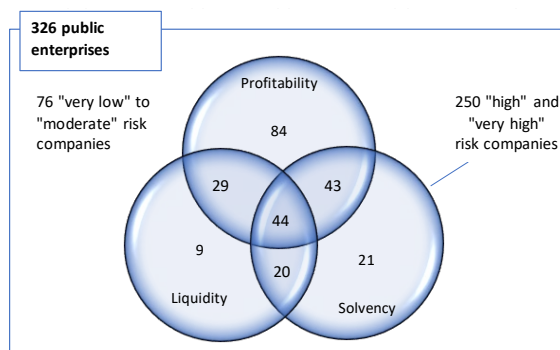 326 public
enterprises
76 "very low" to
"moderate" risk
companies
250 "high" and
"very high"
risk companies
Profitability
84
29
43
44
9
20
21
Liquidity
Solvency